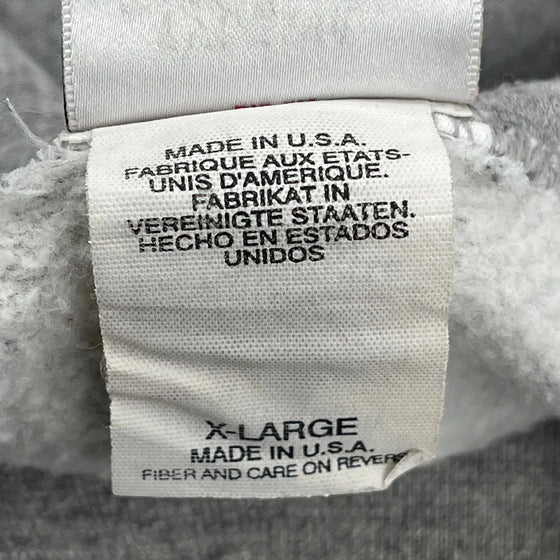 MADE IN U.S.A.
FABRIQUE AUX ETATS-
UNIS D'AMERIQUE.
FABRIKAT IN
VEREINIGTE STAATEN.
HECHO EN ESTADOS
UNIDOS
X-LARGE
MADE IN U.S.A.
FIBER AND CARE ON REVERS